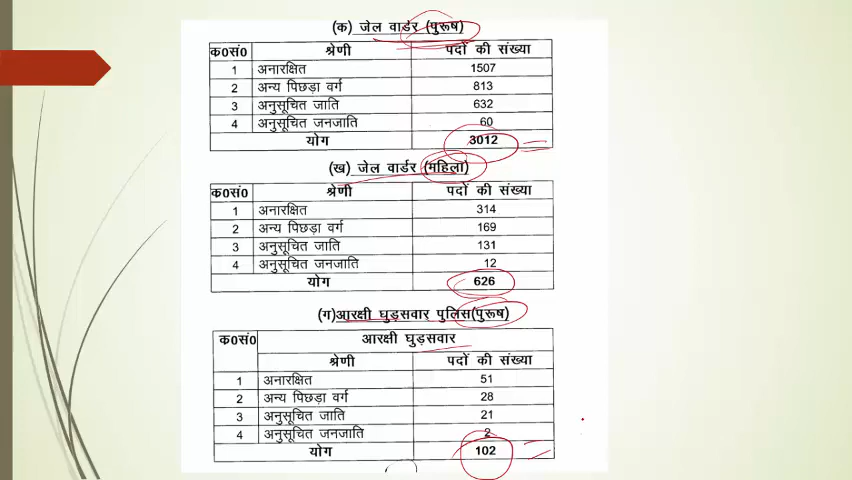 (क) जेल वार्डर (पुरूष)
क0सं0 श्रेणी पदों की संख्या
1 अनारक्षित 1507
2 अन्य पिछड़ा वर्ग 813
3 अनुसूचित जाति 632
4 अनुसूचित जनजाति 60
योग 3012
(ख) जेल वार्डर (महिला)
क0सं0 श्रेणी पदों की संख्या
1 अनारक्षित 314
2 अन्य पिछड़ा वर्ग 169
3 अनुसूचित जाति 131
4 अनुसूचित जनजाति 12
योग 626
(ग)आरक्षी घुड़सवार पुलिस(पुरूष)
क0सं0 आरक्षी घुड़सवार
श्रेणी पदों की संख्या
1 अनारक्षित 51
2 अन्य पिछड़ा वर्ग 28
3 अनुसूचित जाति 21
4 अनुसूचित जनजाति 2
योग 102